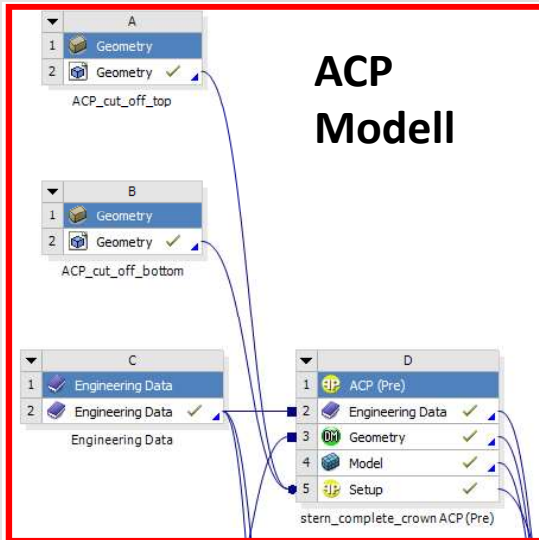 ACP
Modell
A
1 Geometry
2 Geometry
ACP_cut_off_top
B
1 Geometry
2 Geometry
ACP_cut_off_bottom
C
1 Engineering Data
2 Engineering Data
Engineering Data
D
1 ACP (Pre)
2 Engineering Data
3 DM Geometry
4 Model
5 Setup
stern_complete_crown ACP (Pre)